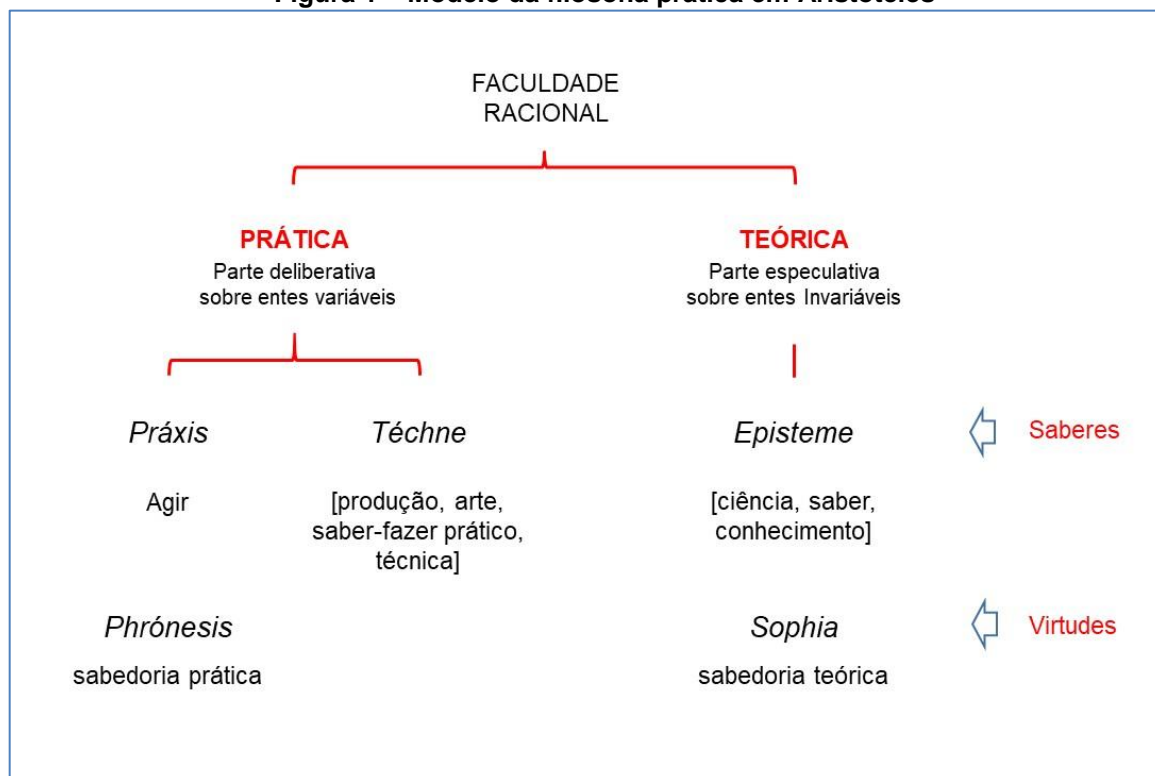 Figura 1 – Modelo da filosofia prática em Aristóteles
FACULDADE
RACIONAL
PRÁTICA
Parte deliberativa
sobre entes variáveis
TEÓRICA
Parte especulativa
sobre entes Invariáveis
Práxis
Téchne
Episteme
Saberes
Agir
[produção, arte,
saber-fazer prático,
técnica]
[ciência, saber,
conhecimento]
Phrónesis
sabedoria prática
Sophia
sabedoria teórica
Virtudes